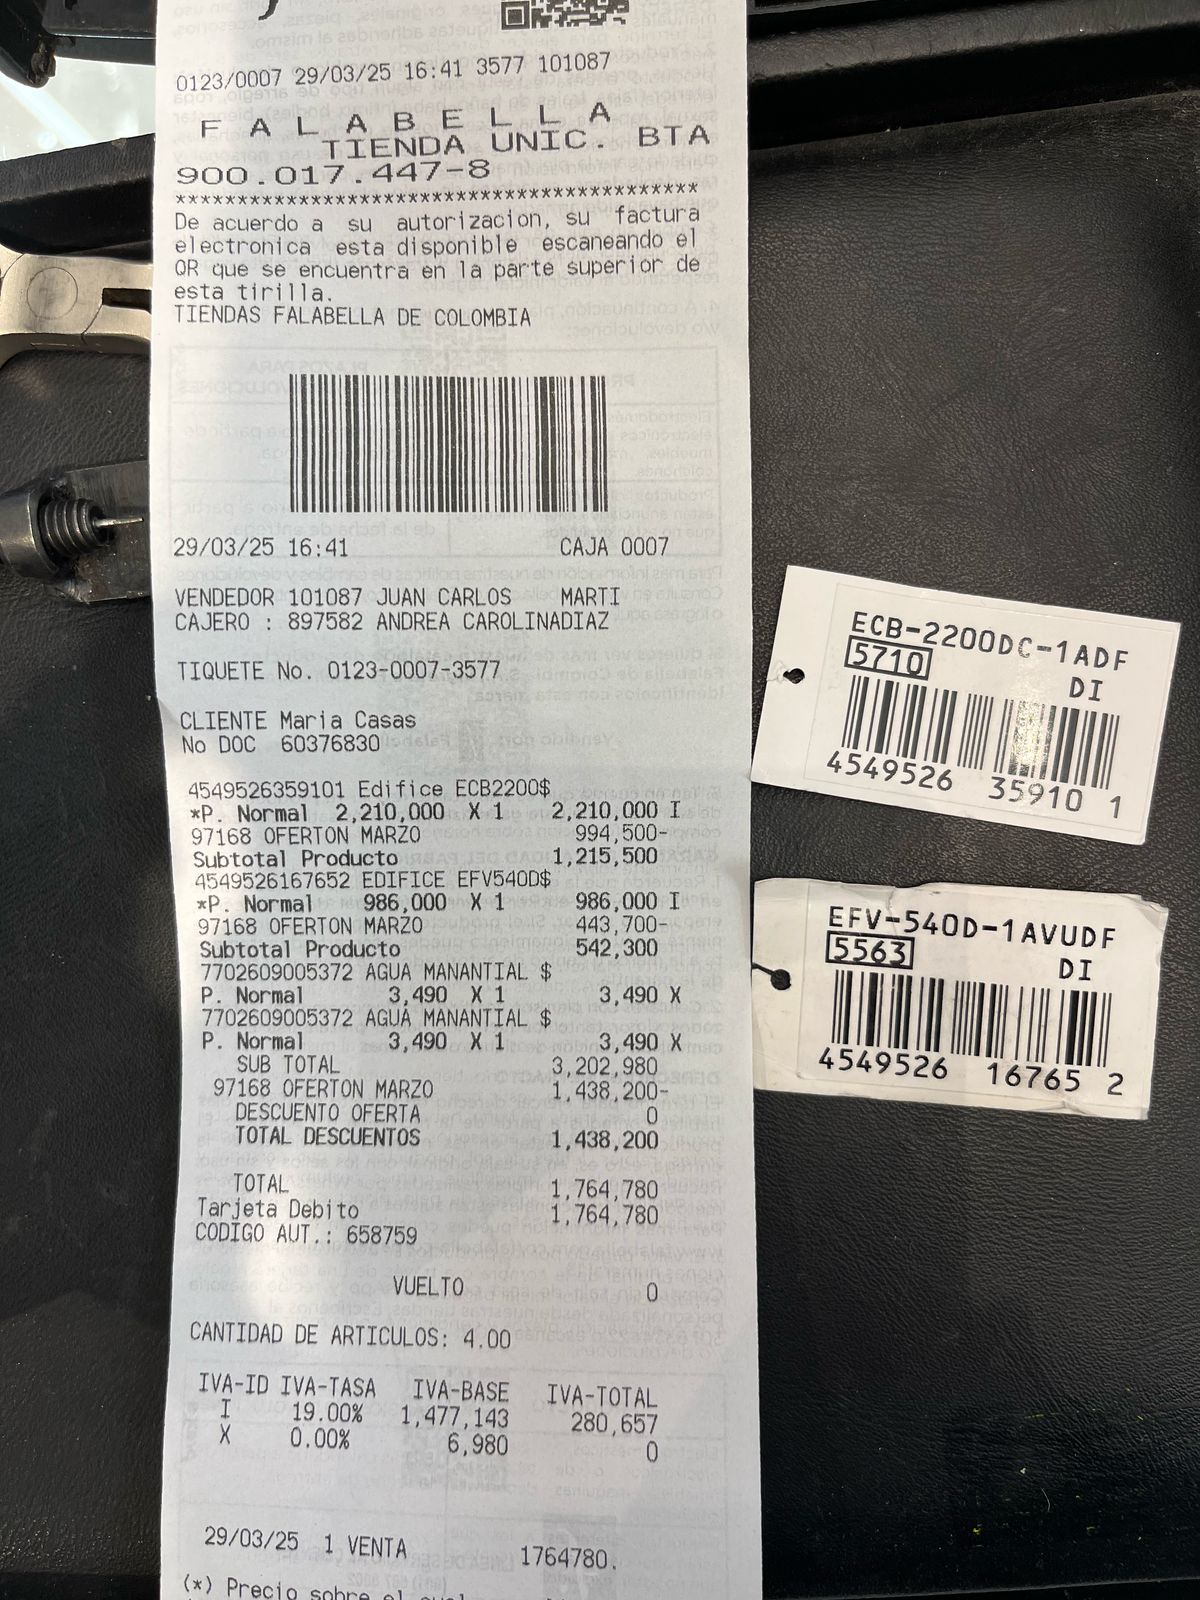 0123/0007 29/03/25 16:41 3577 101087
F A L A B E L L A
TIENDA UNIC. BTA
900.017.447-8
******************************************
De acuerdo a su autorizacion, su factura
electronica esta disponible escaneando el
QR que se encuentra en la parte superior de
esta tirilla.
TIENDAS FALABELLA DE COLOMBIA
29/03/25 16:41 CAJA 0007
VENDEDOR 101087 JUAN CARLOS MARTI
CAJERO : 897582 ANDREA CAROLINADIAZ
TIQUETE No. 0123-0007-3577
CLIENTE Maria Casas
No DOC 60376830
4549526359101 Edifice ECB2200$
*P. Normal 2,210,000 X 1 2,210,000 I
97168 OFERTON MARZO 994,500-
Subtotal Producto 1,215,500
4549526167652 EDIFICE EFV540D$
*P. Normal 986,000 X 1 986,000 I
97168 OFERTON MARZO 443,700-
Subtotal Producto 542,300
7702609005372 AGUA MANANTIAL $
P. Normal 3,490 X 1 3,490 X
7702609005372 AGUA MANANTIAL $
P. Normal 3,490 X 1 3,490 X
SUB TOTAL 3,202,980
97168 OFERTON MARZO 1,438,200-
DESCUENTO OFERTA 0
TOTAL DESCUENTOS 1,438,200
TOTAL 1,764,780
Tarjeta Debito 1,764,780
CODIGO AUT.: 658759
VUELTO 0
CANTIDAD DE ARTICULOS: 4.00
IVA-ID IVA-TASA IVA-BASE IVA-TOTAL
I 19.00% 1,477,143 280,657
X 0.00% 6,980 0
29/03/25 1 VENTA 1764780.
(*) Precio sobre el
ECB-2200DC-1ADF
5710 DI
4549526 35910 1
EFV-540D-1AVUDF
5563 DI
4549526 16765 2